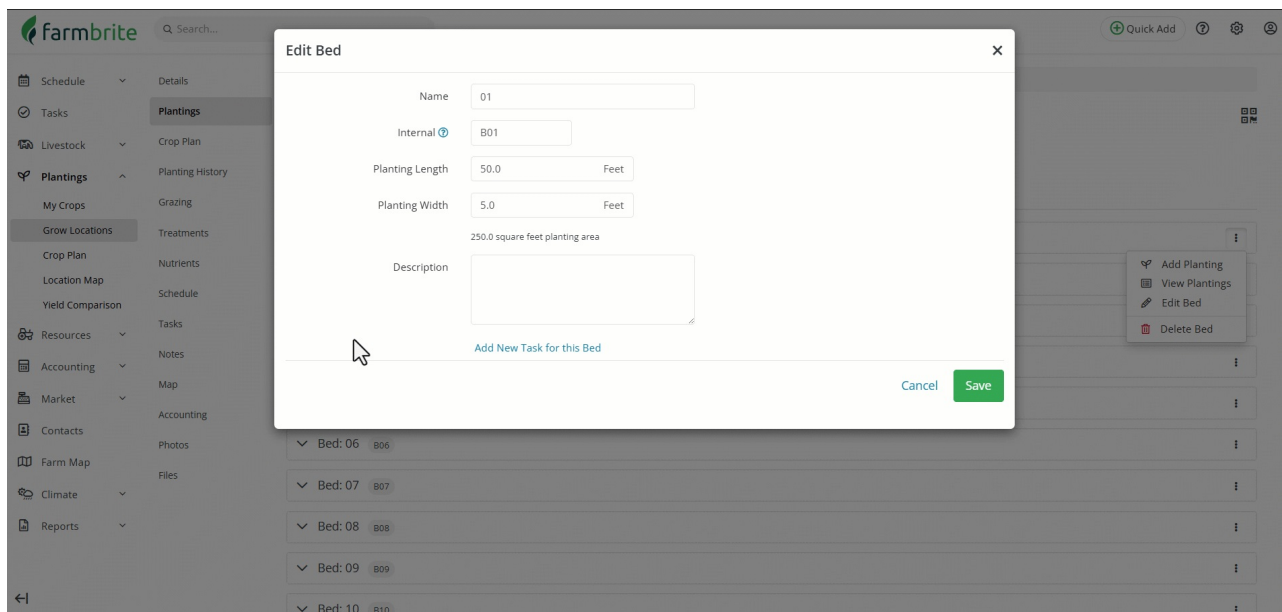 farmbrite
Search...
Quick Add
Edit Bed
Schedule
Tasks
Livestock
Plantings
My Crops
Grow Locations
Crop Plan
Location Map
Yield Comparison
Resources
Accounting
Market
Contacts
Farm Map
Climate
Reports
Details
Plantings
Crop Plan
Planting History
Grazing
Treatments
Nutrients
Schedule
Tasks
Notes
Map
Accounting
Photos
Files
Name 01
Internal B01
Planting Length 50.0 Feet
Planting Width 5.0 Feet
250.0 square feet planting area
Description
Add New Task for this Bed
Cancel Save
Add Planting
View Plantings
Edit Bed
Delete Bed
Bed: 06 B06
Bed: 07 B07
Bed: 08 B08
Bed: 09 B09
Bed: 10 B10